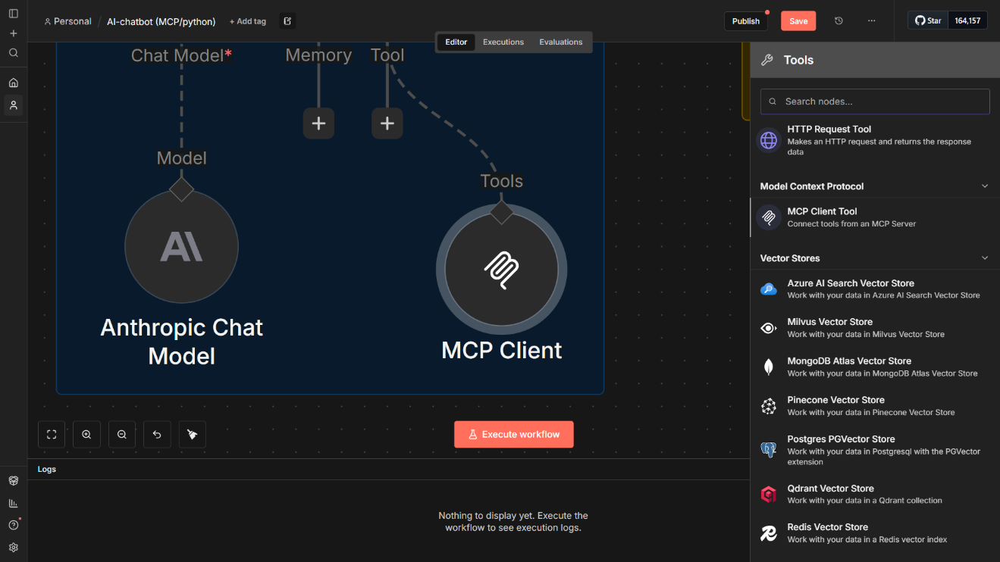 Personal / AI-chatbot (MCP/python) + Add tag
Publish
Save
Star 164,157
Editor Executions Evaluations
Chat Model*
Memory
Tool
Model
Tools
Anthropic Chat
Model
MCP Client
Execute workflow
Logs
Nothing to display yet. Execute the
workflow to see execution logs.
Tools
Search nodes...
HTTP Request Tool
Makes an HTTP request and returns the response
data
Model Context Protocol
MCP Client Tool
Connect tools from an MCP Server
Vector Stores
Azure AI Search Vector Store
Work with your data in Azure AI Search Vector Store
Milvus Vector Store
Work with your data in Milvus Vector Store
MongoDB Atlas Vector Store
Work with your data in MongoDB Atlas Vector Store
Pinecone Vector Store
Work with your data in Pinecone Vector Store
Postgres PGVector Store
Work with your data in Postgresql with the PGVector
extension
Qdrant Vector Store
Work with your data in a Qdrant collection
Redis Vector Store
Work with your data in a Redis vector index